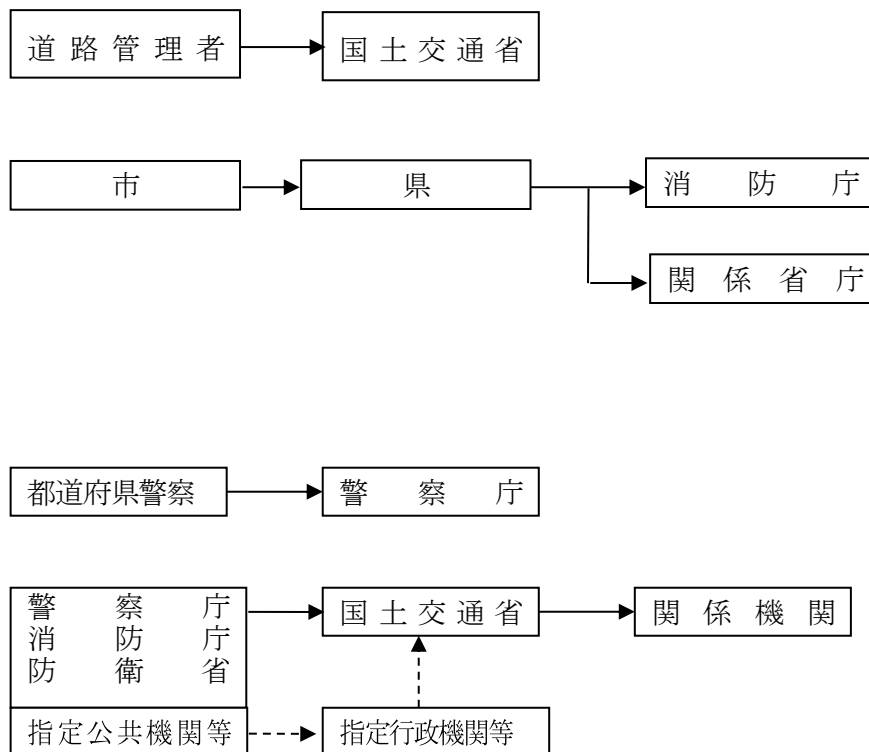 道路管理者
国土交通省
市
県
消防庁
関係省庁
都道府県警察
警察庁
警察庁
消防庁
防衛省
国土交通省
関係機関
指定公共機関等
指定行政機関等